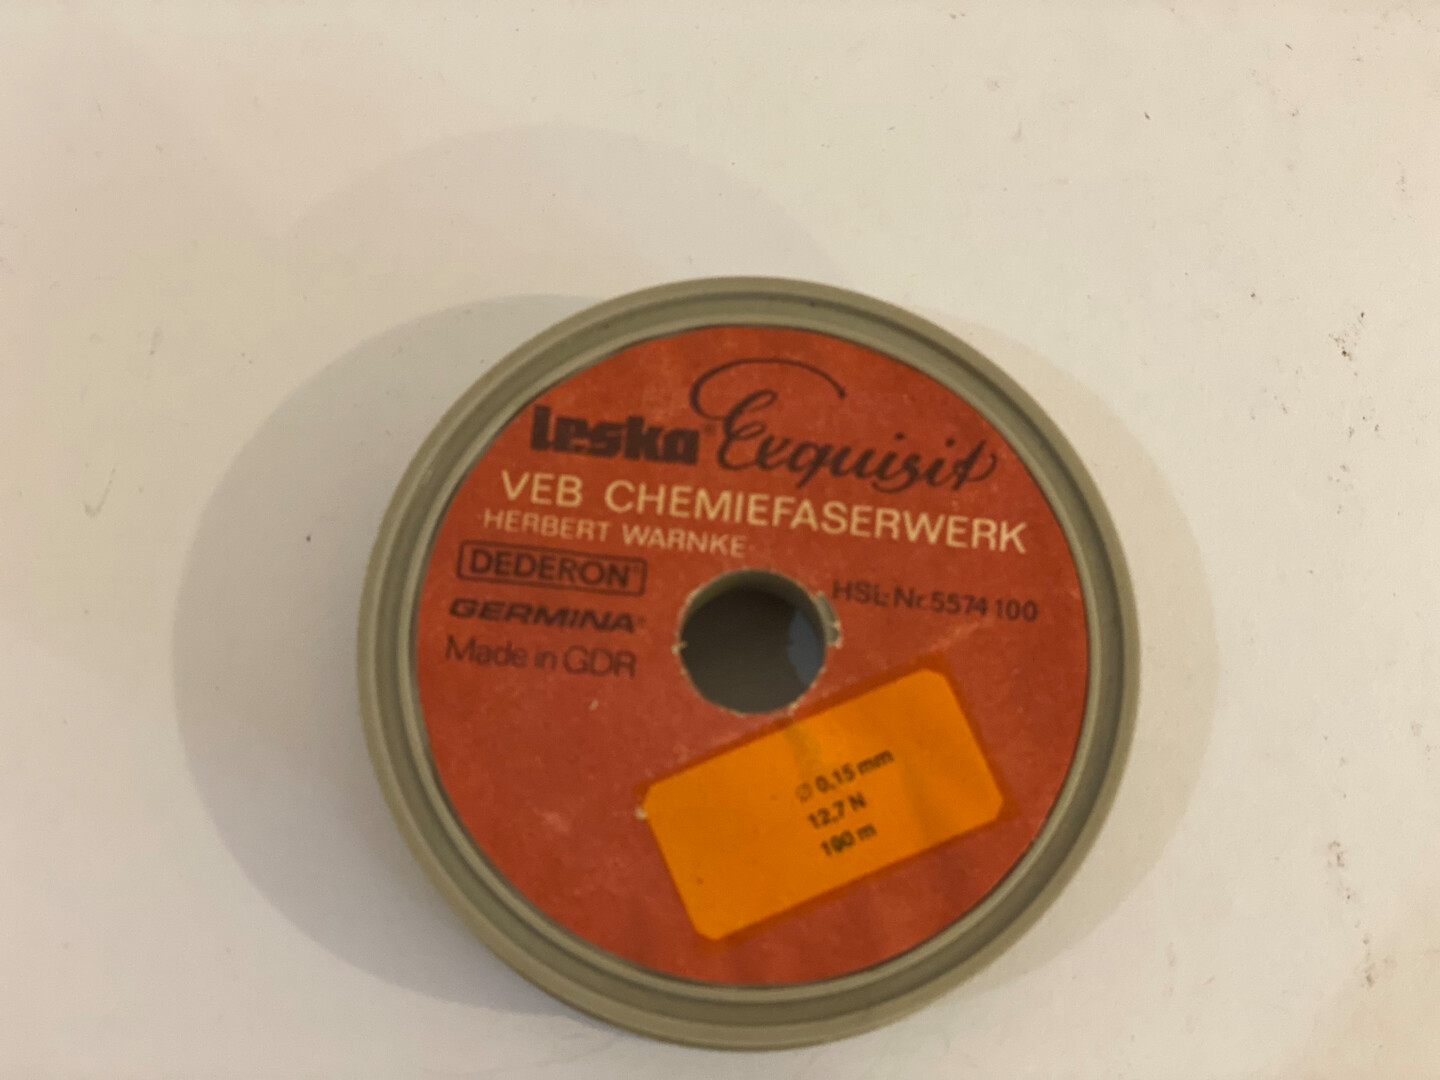 Leska® Exquisit
VEB CHEMIEFASERWERK
·HERBERT WARNKE·
DEDERON®
GERMINA®
Made in GDR
HSL-Nr. 5574 100
Ø 0,15 mm
12,7 N
100 m